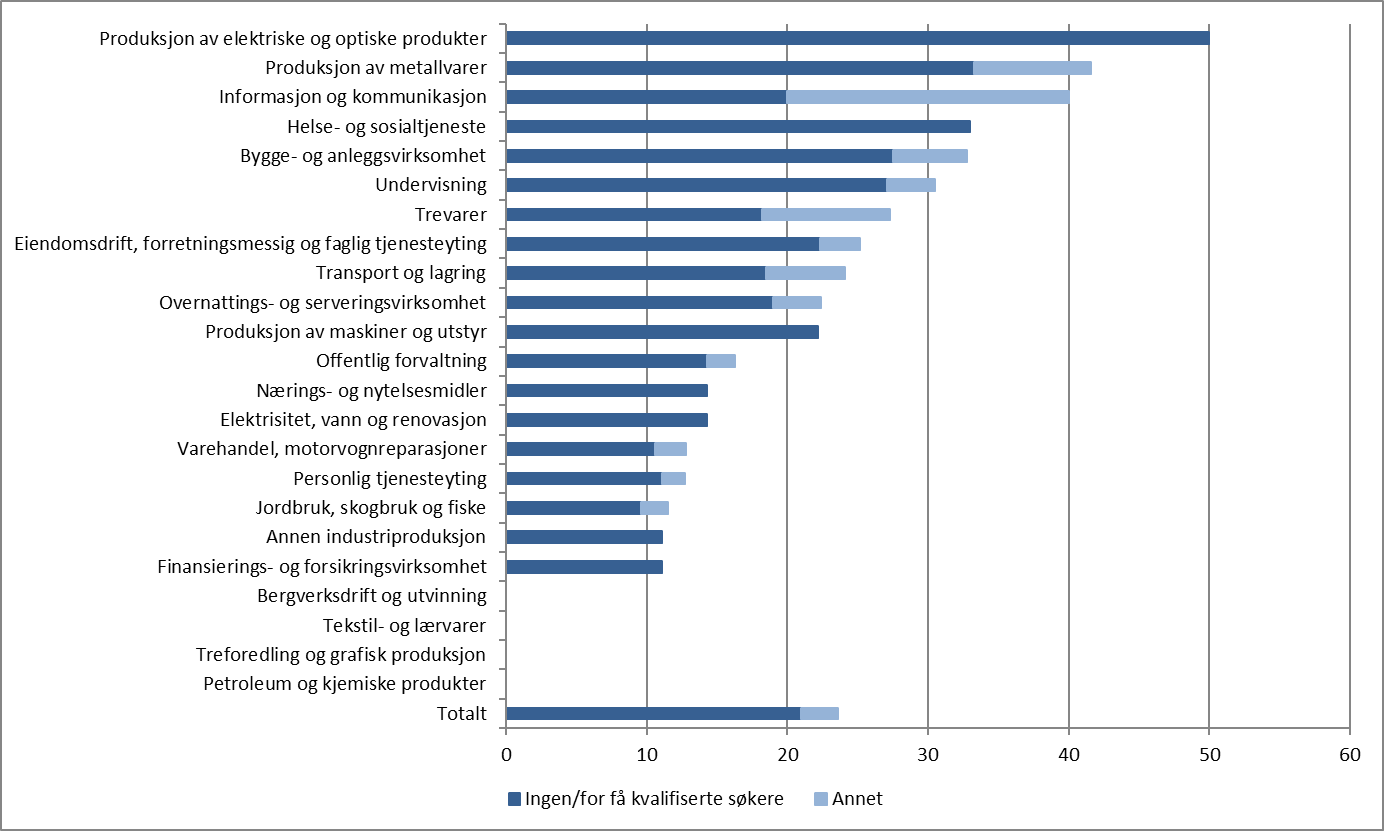 Produksjon av elektriske og optiske produkter
Produksjon av metallvarer
Informasjon og kommunikasjon
Helse- og sosialtjeneste
Bygge- og anleggsvirksomhet
Undervisning
Trevarer
Eiendomsdrift, forretningsmessig og faglig tjenesteyting
Transport og lagring
Overnattings- og serveringsvirksomhet
Produksjon av maskiner og utstyr
Offentlig forvaltning
Nærings- og nytelsesmidler
Elektrisitet, vann og renovasjon
Varehandel, motorvognreparasjoner
Personlig tjenesteyting
Jordbruk, skogbruk og fiske
Annen industriproduksjon
Finansierings- og forsikringsvirksomhet
Bergverksdrift og utvinning
Tekstil- og lærvarer
Treforedling og grafisk produksjon
Petroleum og kjemiske produkter
Totalt
0 10 20 30 40 50 60
Ingen/for få kvalifiserte søkere Annet